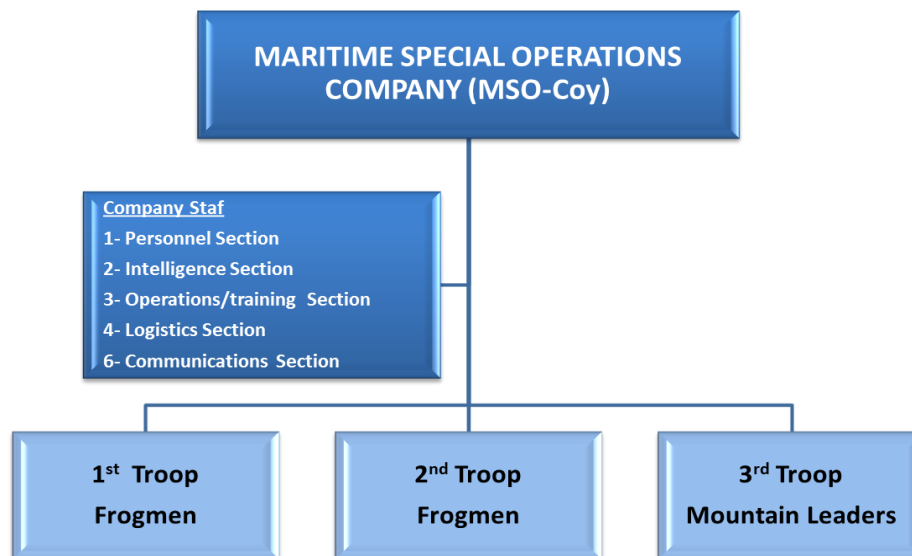 MARITIME SPECIAL OPERATIONS
COMPANY (MSO-Coy)
Company Staf
1- Personnel Section
2- Intelligence Section
3- Operations/training Section
4- Logistics Section
6- Communications Section
1st Troop
Frogmen
2nd Troop
Frogmen
3rd Troop
Mountain Leaders